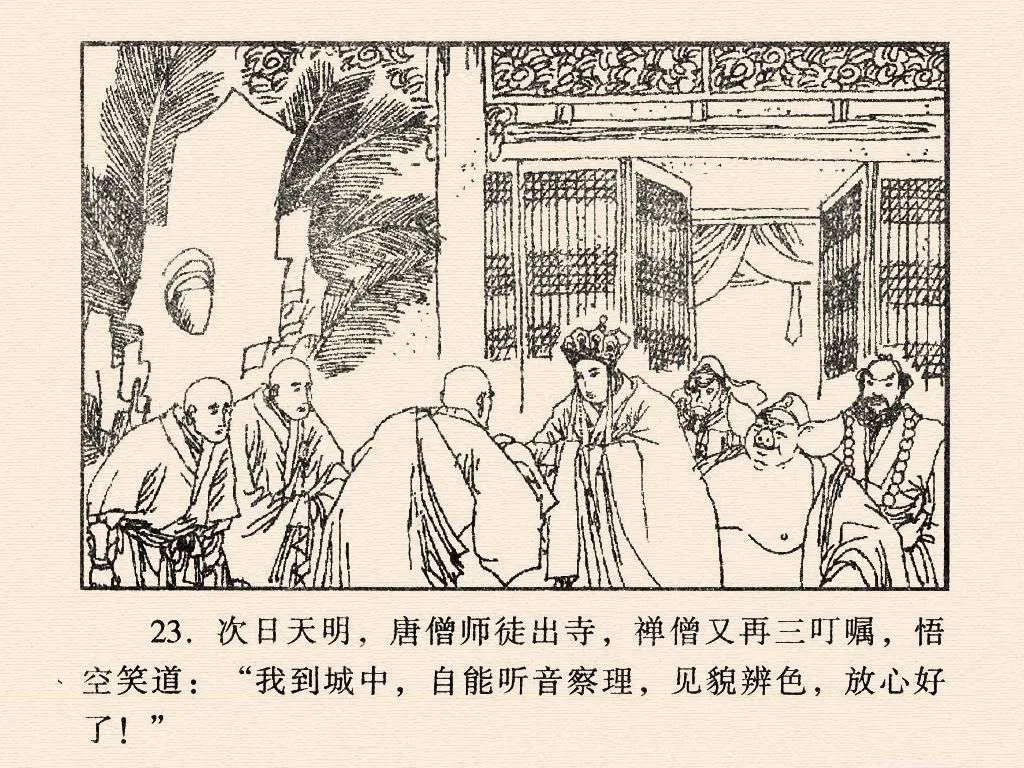 23. 次日天明，唐僧师徒出寺，禅僧又再三叮嘱，悟
空笑道：“我到城中，自能听音察理，见貌辨色，放心好
了！”